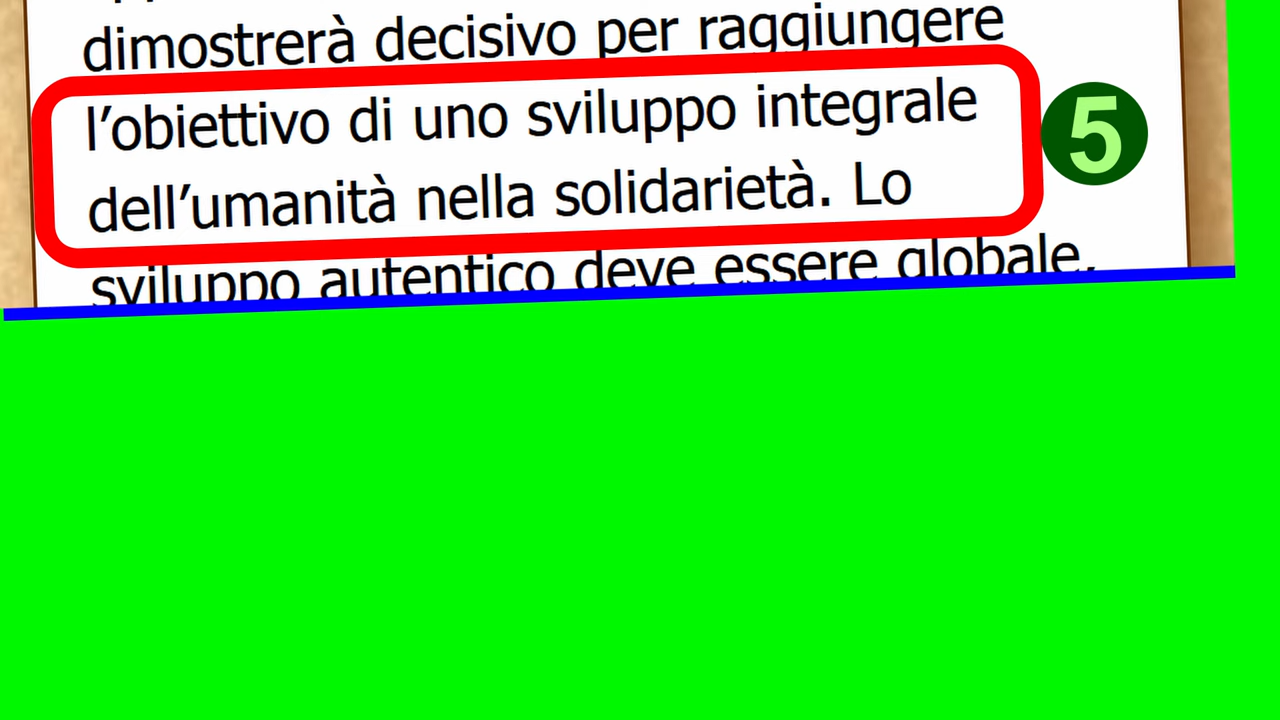 dimostrerà decisivo per raggiungere
l’obiettivo di uno sviluppo integrale
5
dell’umanità nella solidarietà. Lo
sviluppo autentico deve essere globale,